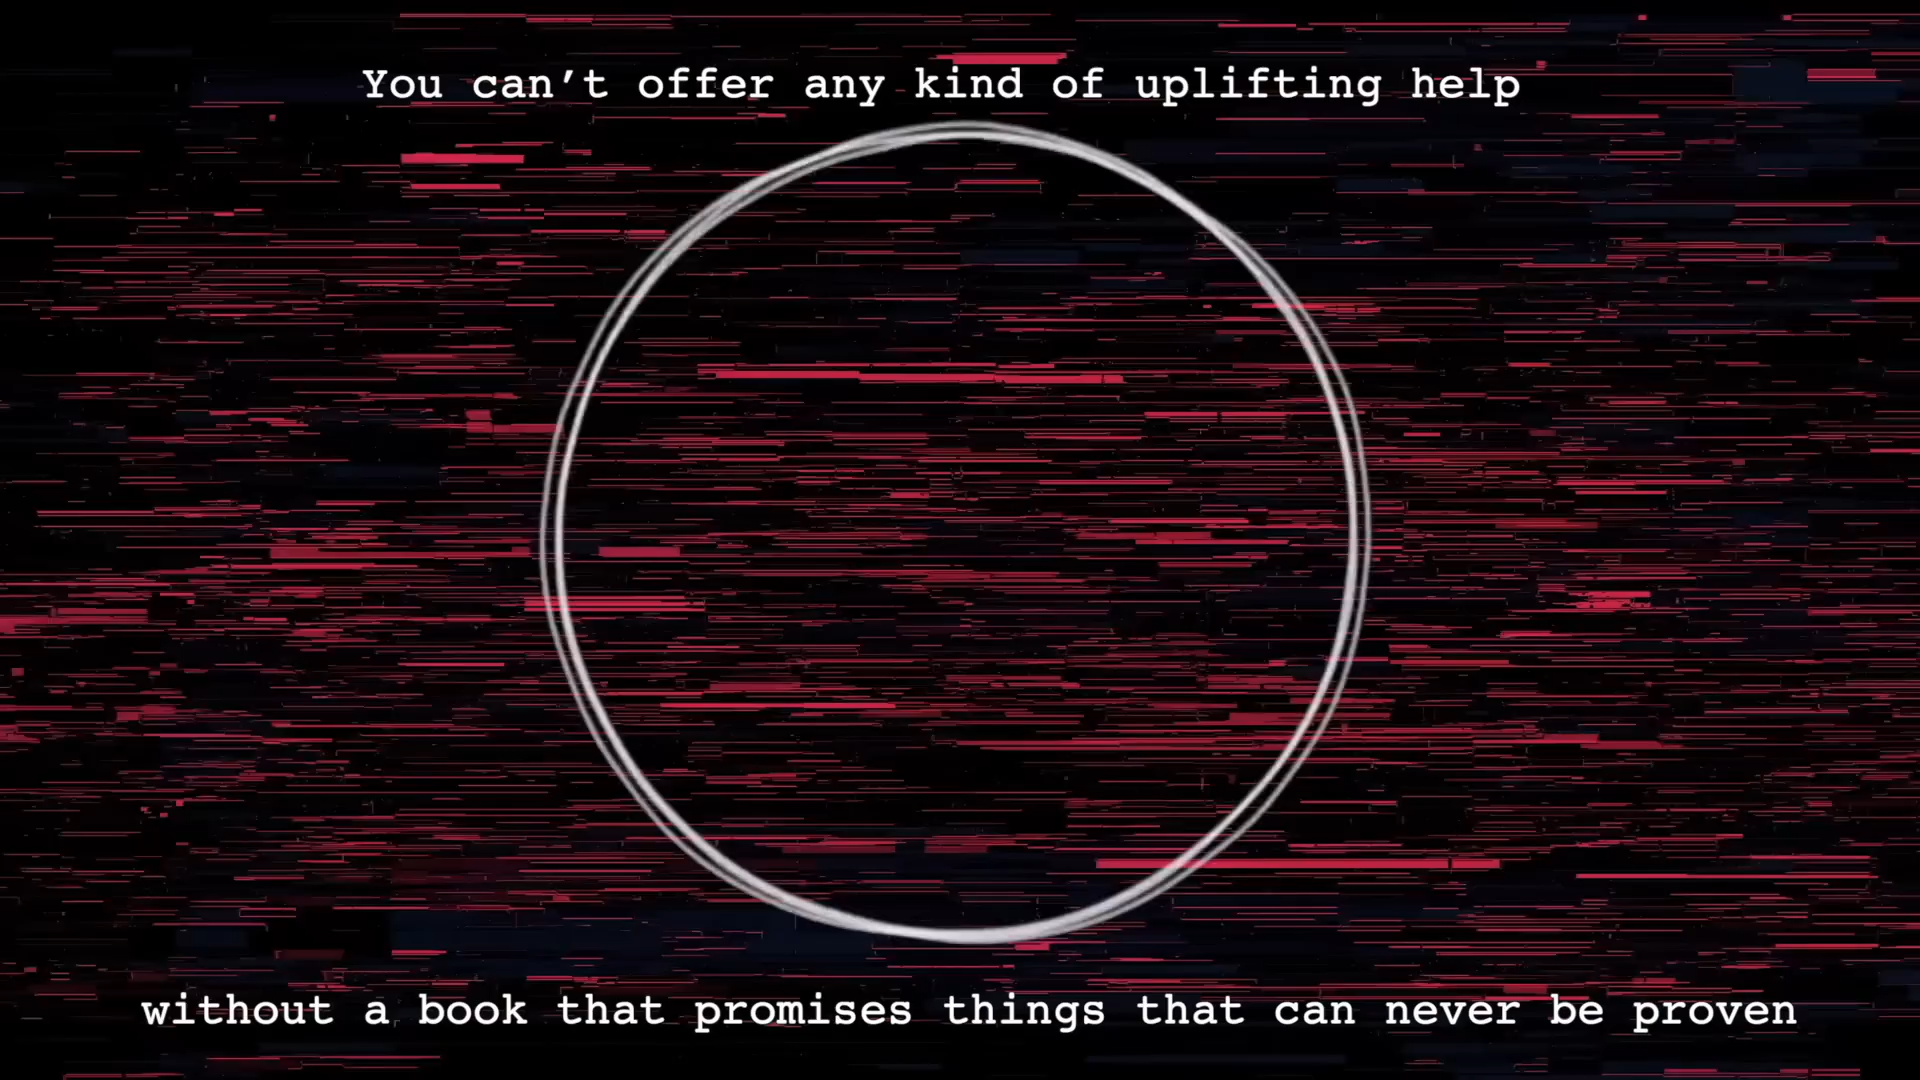 You can’t offer any kind of uplifting help
without a book that promises things that can never be proven